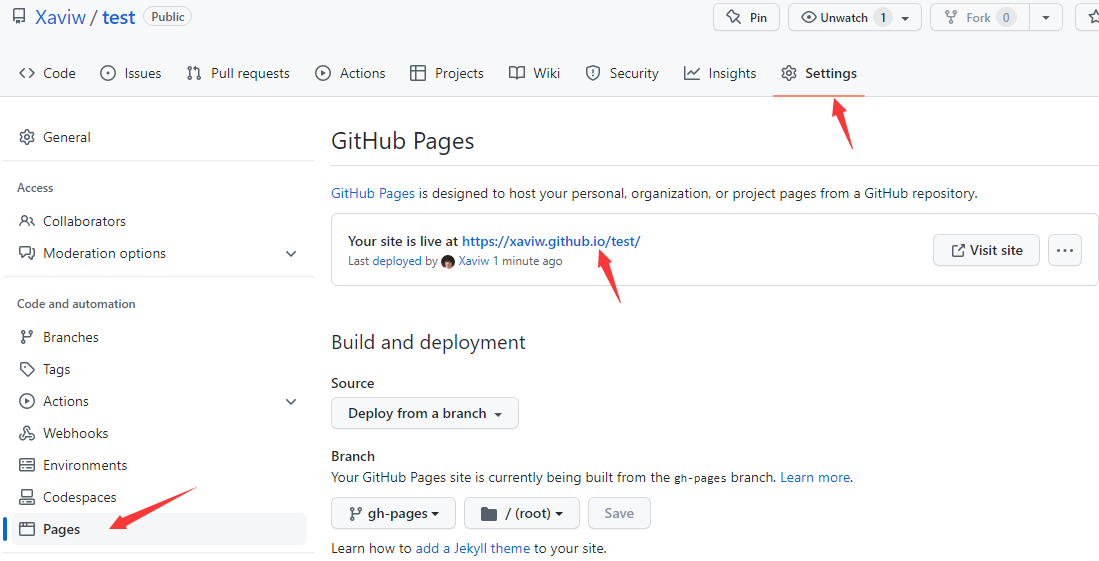 Xaviw / test Public Pin Unwatch 1 Fork 0
Code Issues Pull requests Actions Projects Wiki Security Insights Settings
General
Access
Collaborators
Moderation options
Code and automation
Branches
Tags
Actions
Webhooks
Environments
Codespaces
Pages
GitHub Pages
GitHub Pages is designed to host your personal, organization, or project pages from a GitHub repository.
Your site is live at https://xaviw.github.io/test/
Last deployed by Xaviw 1 minute ago
Visit site
Build and deployment
Source
Deploy from a branch
Branch
Your GitHub Pages site is currently being built from the gh-pages branch. Learn more.
gh-pages / (root) Save
Learn how to add a Jekyll theme to your site.